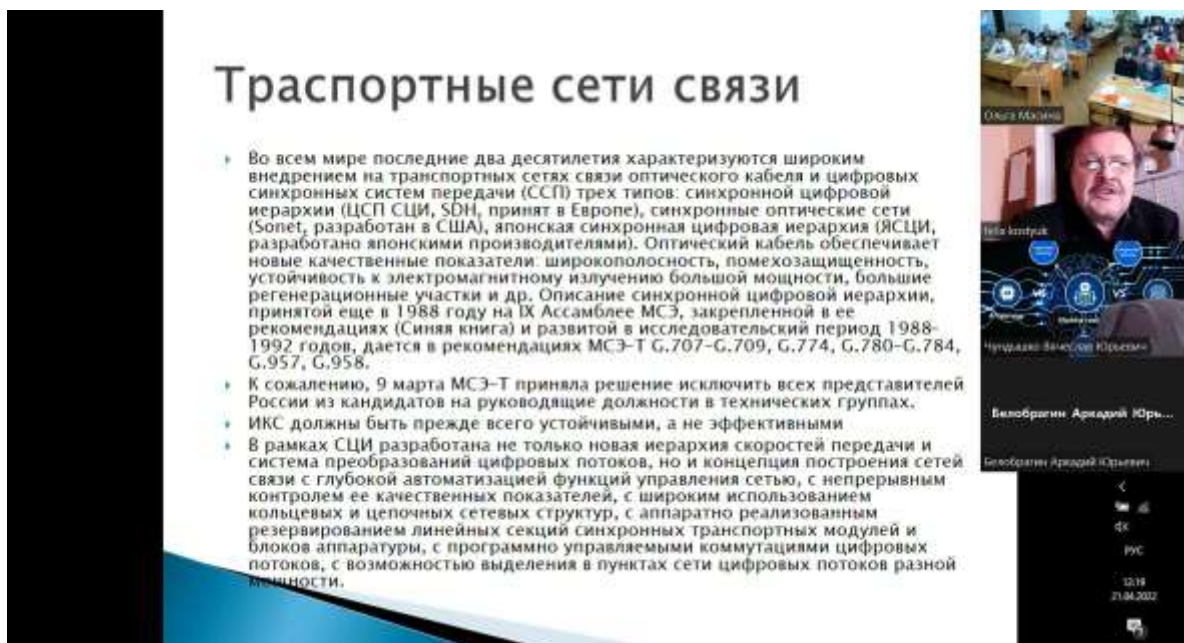 Траспортные сети связи
Во всем мире последние два десятилетия характеризуются широким
внедрением на транспортных сетях связи оптического кабеля и цифровых
синхронных систем передачи (ССП) трех типов: синхронной цифровой
иерархии (ЦСП СЦИ, SDH, принят в Европе), синхронные оптические сети
(Sonet, разработан в США), японская синхронная цифровая иерархия (ЯСЦИ,
разработано японскими производителями). Оптический кабель обеспечивает
новые качественные показатели: широкополосность, помехозащищенность,
устойчивость к электромагнитному излучению большой мощности, большие
регенерационные участки и др. Описание синхронной цифровой иерархии,
принятой еще в 1988 году на IX Ассамблее МСЭ, закрепленной в ее
рекомендациях (Синяя книга) и развитой в исследовательский период 1988-
1992 годов, дается в рекомендациях МСЭ-Т G.707-G.709, G.774, G.780-G.784,
G.957, G.958.
К сожалению, 9 марта МСЭ-Т приняла решение исключить всех представителей
России из кандидатов на руководящие должности в технических группах.
ИКС должны быть прежде всего устойчивыми, а не эффективными
В рамках СЦИ разработана не только новая иерархия скоростей передачи и
система преобразований цифровых потоков, но и концепция построения сетей
связи с глубокой автоматизацией функций управления сетью, с непрерывным
контролем ее качественных показателей, с широким использованием
кольцевых и цепочных сетевых структур, с аппаратно реализованным
резервированием линейных секций синхронных транспортных модулей и
блоков аппаратуры, с программно управляемыми коммутациями цифровых
потоков, с возможностью выделения в пунктах сети цифровых потоков разной
мощности.
Ольга Масина
felix kostyuk
VS
VS
Чундышко Вячеслав Юрьевич
Белобрагин Аркадий Юрь...
Белобрагин Аркадий Юрьевич
РУС
12:19
21.04.2022